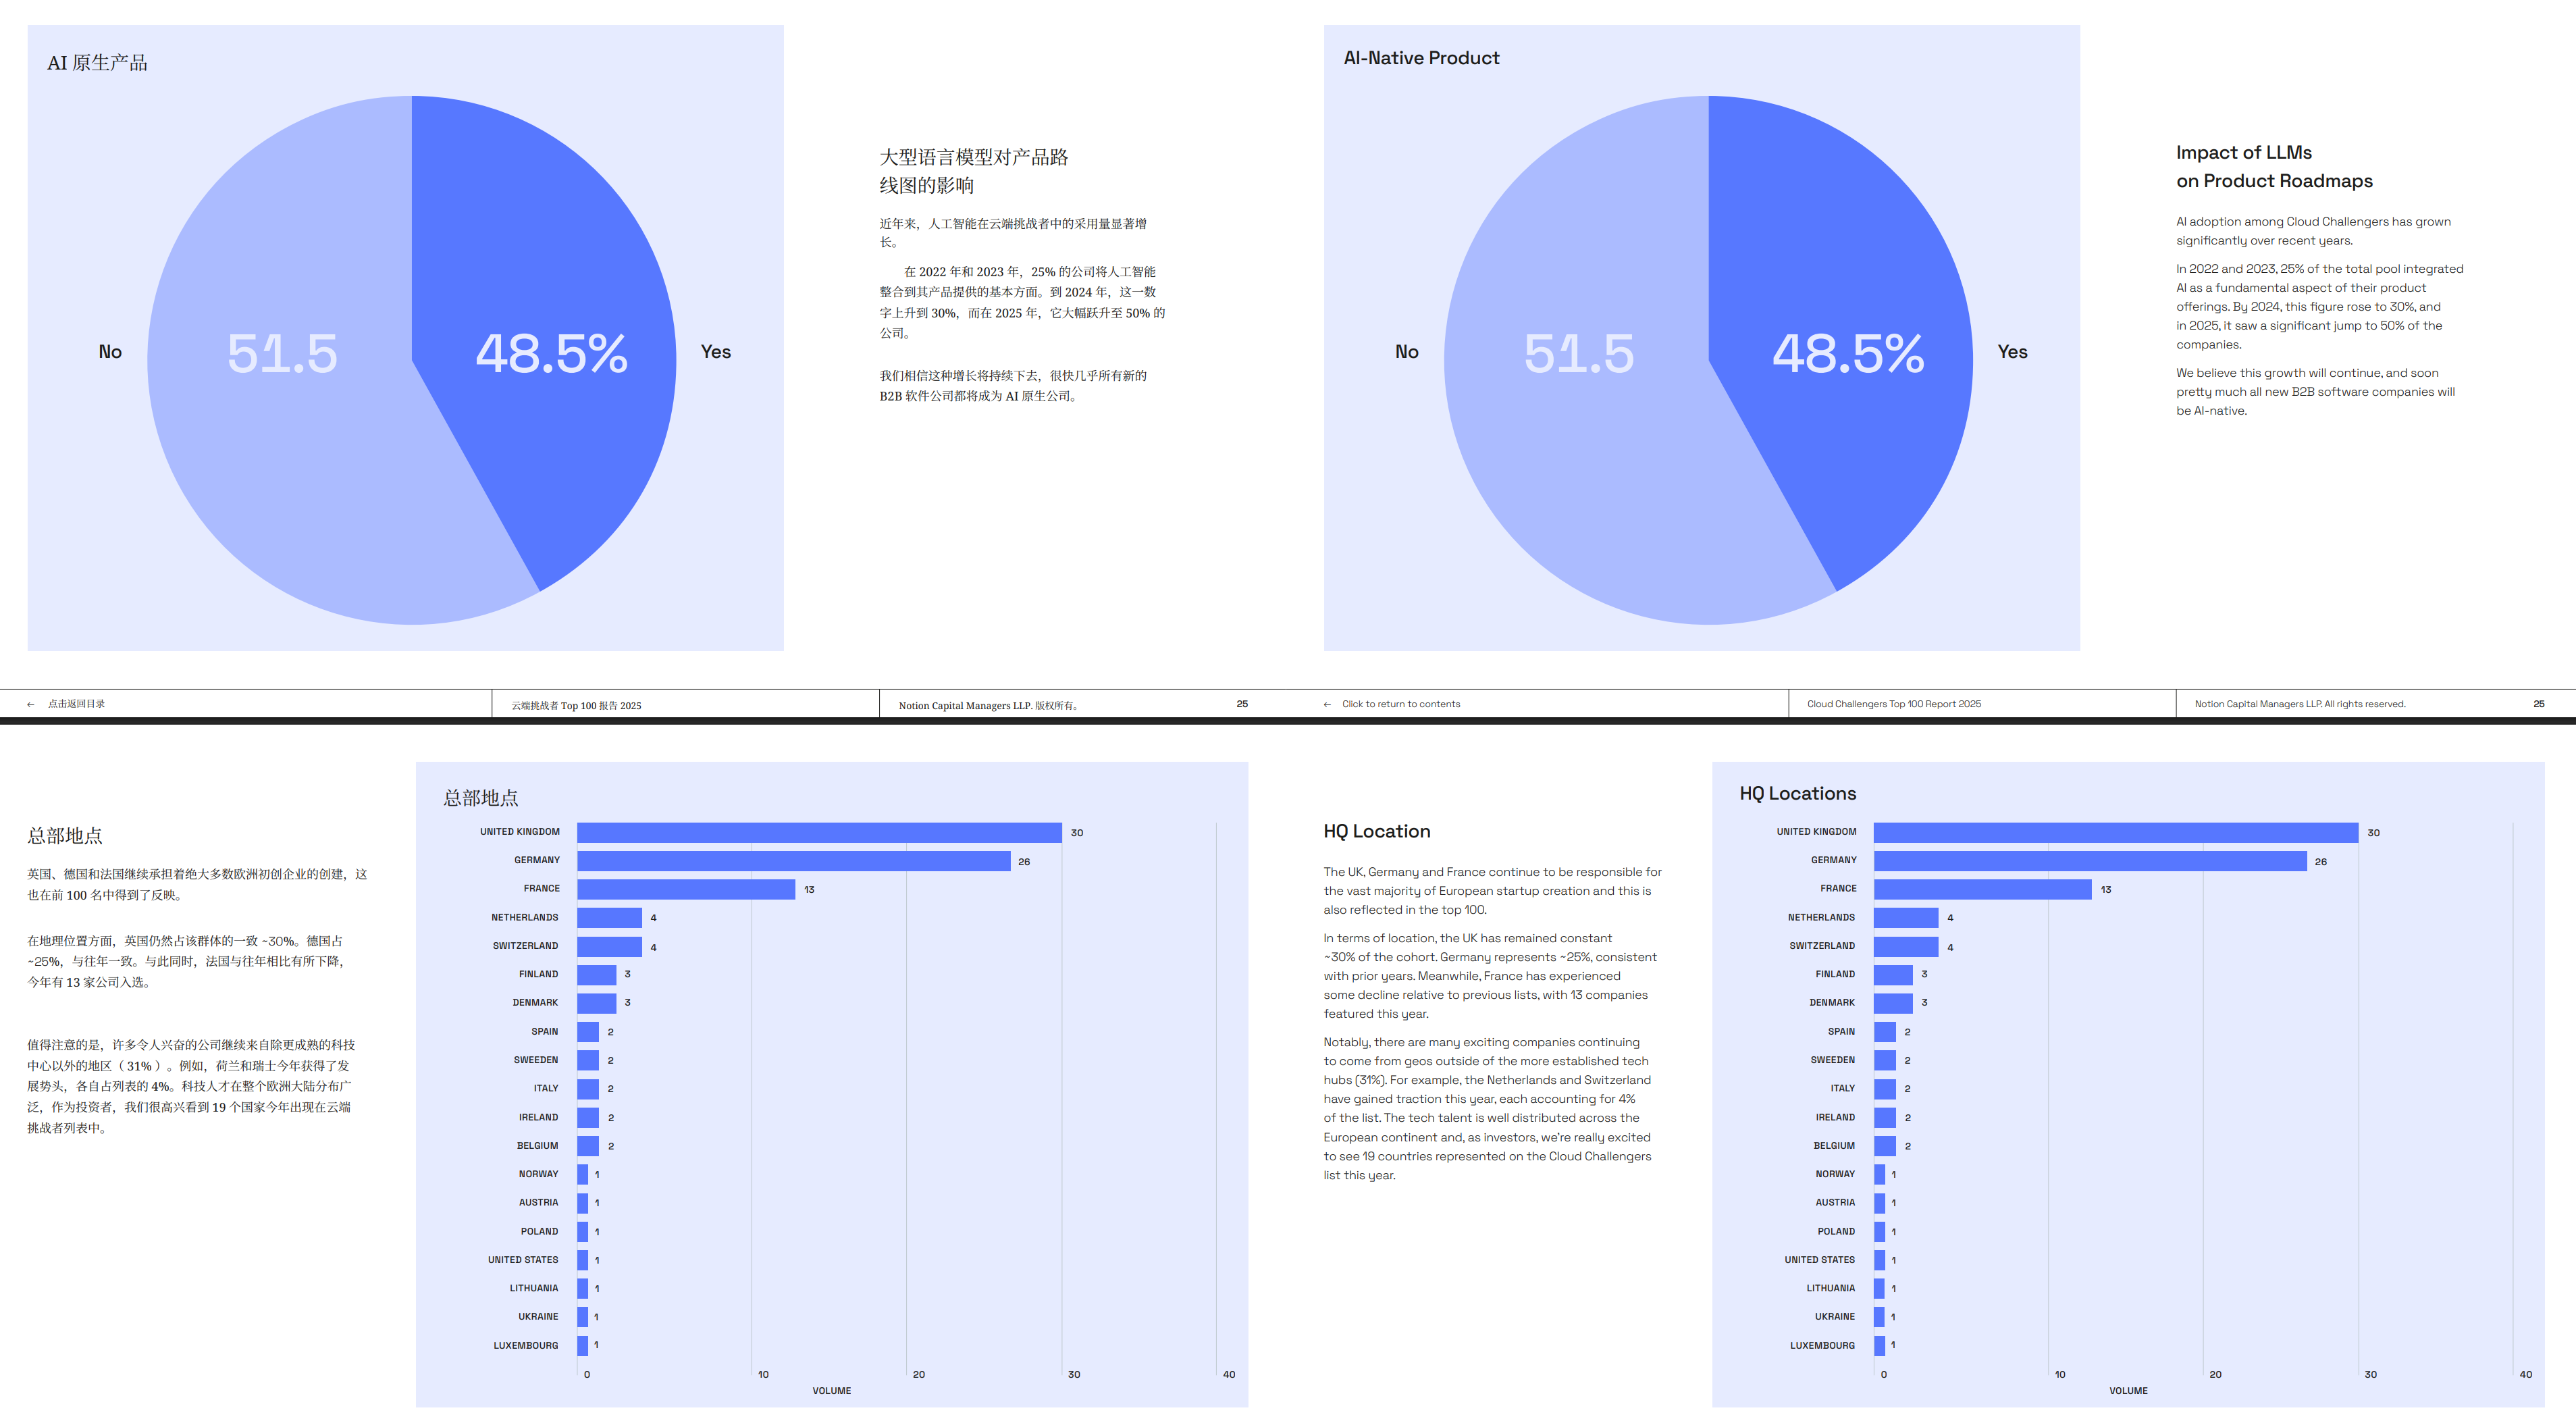 AI 原生产品
No
51.5
48.5%
Yes
大型语言模型对产品路
线图的影响
近年来，人工智能在云端挑战者中的采用量显著增
长。
在 2022 年和 2023 年，25% 的公司将人工智能
整合到其产品提供的基本方面。到 2024 年，这一数
字上升到 30%，而在 2025 年，它大幅跃升至 50% 的
公司。
我们相信这种增长将持续下去，很快几乎所有新的
B2B 软件公司都将成为 AI 原生公司。
← 点击返回目录
云端挑战者 Top 100 报告 2025
Notion Capital Managers LLP. 版权所有。
25
AI-Native Product
No
51.5
48.5%
Yes
Impact of LLMs
on Product Roadmaps
AI adoption among Cloud Challengers has grown
significantly over recent years.
In 2022 and 2023, 25% of the total pool integrated
AI as a fundamental aspect of their product
offerings. By 2024, this figure rose to 30%, and
in 2025, it saw a significant jump to 50% of the
companies.
We believe this growth will continue, and soon
pretty much all new B2B software companies will
be AI-native.
← Click to return to contents
Cloud Challengers Top 100 Report 2025
Notion Capital Managers LLP. All rights reserved.
25
总部地点
英国、德国和法国继续承担着绝大多数欧洲初创企业的创建，这
也在前 100 名中得到了反映。
在地理位置方面，英国仍然占该群体的一致 ~30%。德国占
~25%，与往年一致。与此同时，法国与往年相比有所下降，
今年有 13 家公司入选。
值得注意的是，许多令人兴奋的公司继续来自除更成熟的科技
中心以外的地区（ 31% ）。例如，荷兰和瑞士今年获得了发
展势头，各自占列表的 4%。科技人才在整个欧洲大陆分布广
泛，作为投资者，我们很高兴看到 19 个国家今年出现在云端
挑战者列表中。
总部地点
UNITED KINGDOM 30
GERMANY 26
FRANCE 13
NETHERLANDS 4
SWITZERLAND 4
FINLAND 3
DENMARK 3
SPAIN 2
SWEEDEN 2
ITALY 2
IRELAND 2
BELGIUM 2
NORWAY 1
AUSTRIA 1
POLAND 1
UNITED STATES 1
LITHUANIA 1
UKRAINE 1
LUXEMBOURG 1
0 10 20 30 40
VOLUME
HQ Location
The UK, Germany and France continue to be responsible for
the vast majority of European startup creation and this is
also reflected in the top 100.
In terms of location, the UK has remained constant
~30% of the cohort. Germany represents ~25%, consistent
with prior years. Meanwhile, France has experienced
some decline relative to previous lists, with 13 companies
featured this year.
Notably, there are many exciting companies continuing
to come from geos outside of the more established tech
hubs (31%). For example, the Netherlands and Switzerland
have gained traction this year, each accounting for 4%
of the list. The tech talent is well distributed across the
European continent and, as investors, we're really excited
to see 19 countries represented on the Cloud Challengers
list this year.
HQ Locations
UNITED KINGDOM 30
GERMANY 26
FRANCE 13
NETHERLANDS 4
SWITZERLAND 4
FINLAND 3
DENMARK 3
SPAIN 2
SWEEDEN 2
ITALY 2
IRELAND 2
BELGIUM 2
NORWAY 1
AUSTRIA 1
POLAND 1
UNITED STATES 1
LITHUANIA 1
UKRAINE 1
LUXEMBOURG 1
0 10 20 30 40
VOLUME